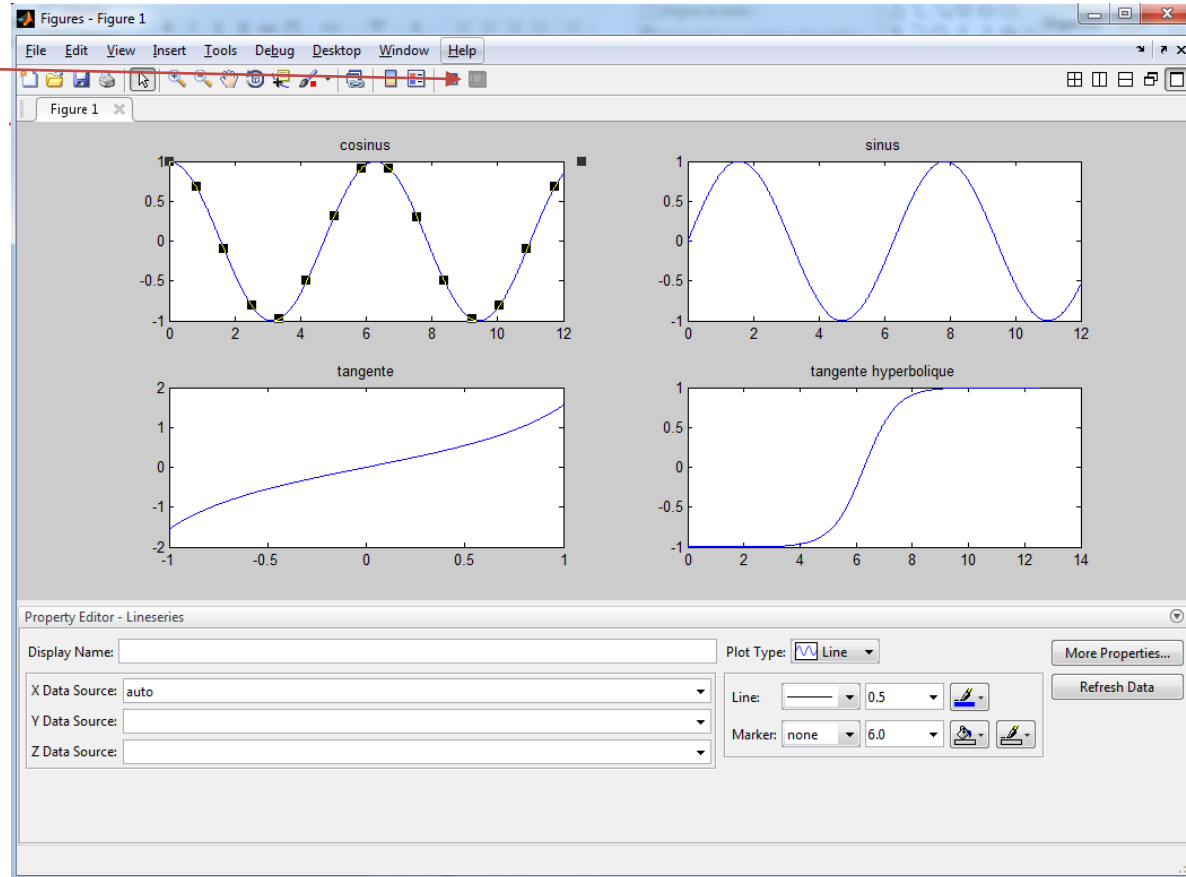 Figures - Figure 1
File Edit View Insert Tools Debug Desktop Window Help
Figure 1
cosinus
1
0.5
0
-0.5
-1
0 2 4 6 8 10 12
sinus
1
0.5
0
-0.5
-1
0 2 4 6 8 10 12
tangente
2
1
0
-1
-2
-1 -0.5 0 0.5 1
tangente hyperbolique
1
0.5
0
-0.5
-1
0 2 4 6 8 10 12 14
Property Editor - Lineseries
Display Name:
Plot Type: Line
More Properties...
X Data Source: auto
Y Data Source:
Z Data Source:
Line: 0.5
Marker: none 6.0
Refresh Data